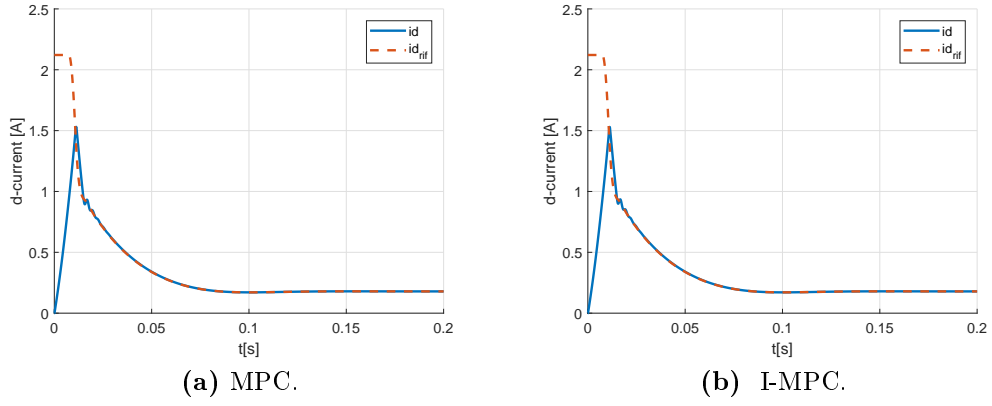 2.5
2
1.5
1
0.5
0
d-current [A]
0
0.05
0.1
0.15
0.2
t[s]
id
id_rif
(a) MPC.
2.5
2
1.5
1
0.5
0
d-current [A]
0
0.05
0.1
0.15
0.2
t[s]
id
id_rif
(b) I-MPC.